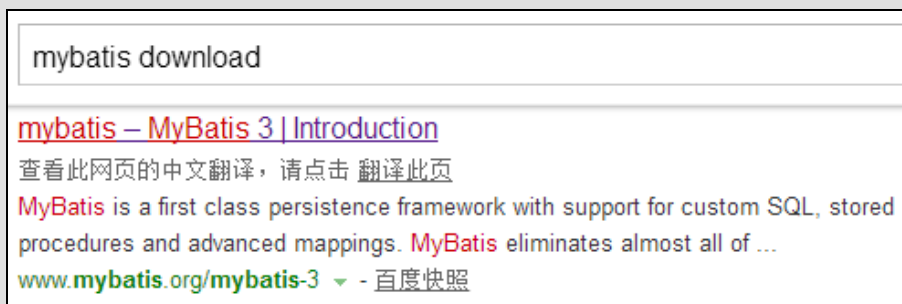 mybatis download
mybatis – MyBatis 3 | Introduction
查看此网页的中文翻译，请点击 翻译此页
MyBatis is a first class persistence framework with support for custom SQL, stored
procedures and advanced mappings. MyBatis eliminates almost all of ...
www.mybatis.org/mybatis-3 - 百度快照